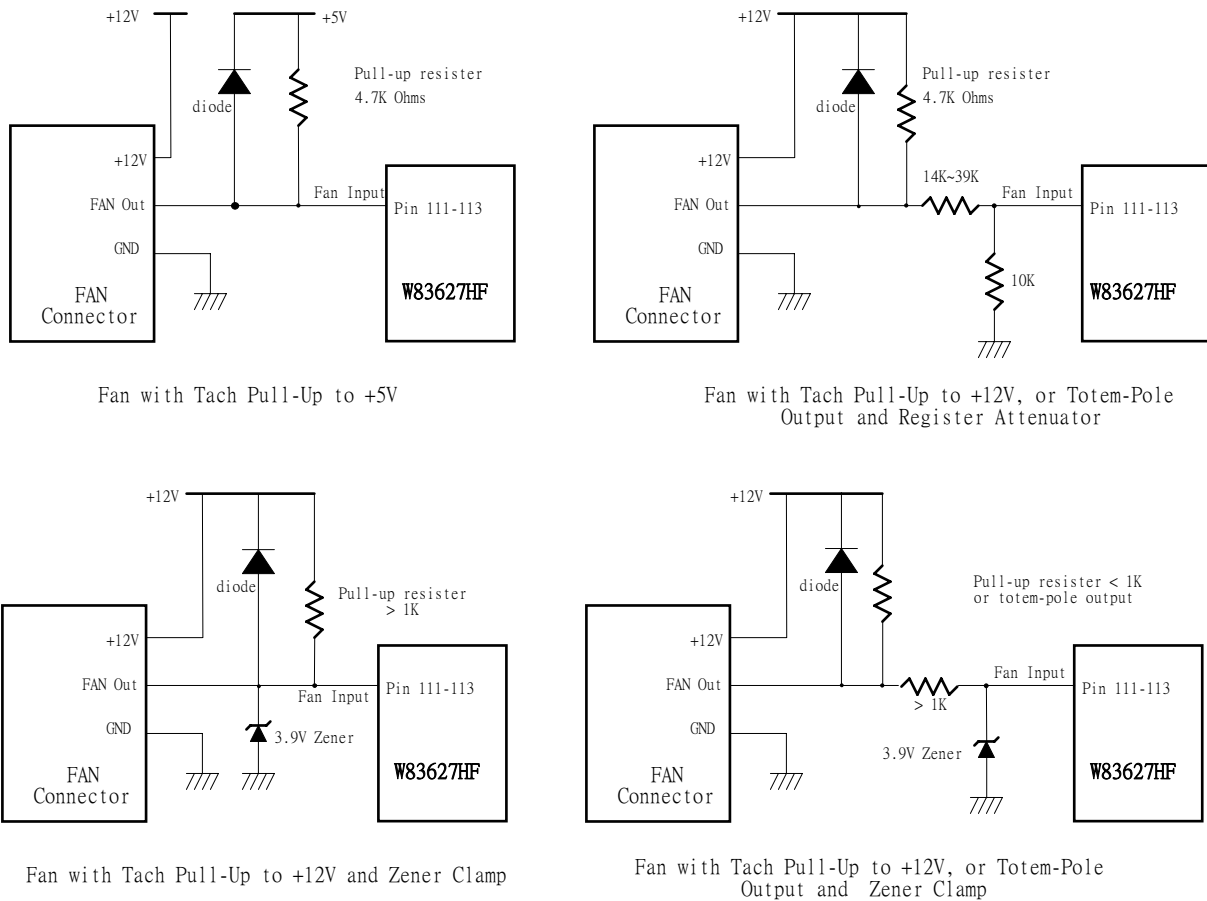 +12V
+5V
Pull-up resister
4.7K Ohms
diode
+12V
FAN Out
Fan Input
Pin 111-113
GND
FAN
Connector
W83627HF
Fan with Tach Pull-Up to +5V
+12V
Pull-up resister
4.7K Ohms
diode
+12V
14K~39K
FAN Out
Fan Input
Pin 111-113
GND
10K
FAN
Connector
W83627HF
Fan with Tach Pull-Up to +12V, or Totem-Pole
Output and Register Attenuator
+12V
diode
Pull-up resister
> 1K
+12V
FAN Out
Fan Input
Pin 111-113
GND
3.9V Zener
FAN
Connector
W83627HF
Fan with Tach Pull-Up to +12V and Zener Clamp
+12V
diode
Pull-up resister < 1K
or totem-pole output
+12V
FAN Out
Fan Input
Pin 111-113
> 1K
GND
3.9V Zener
FAN
Connector
W83627HF
Fan with Tach Pull-Up to +12V, or Totem-Pole
Output and Zener Clamp